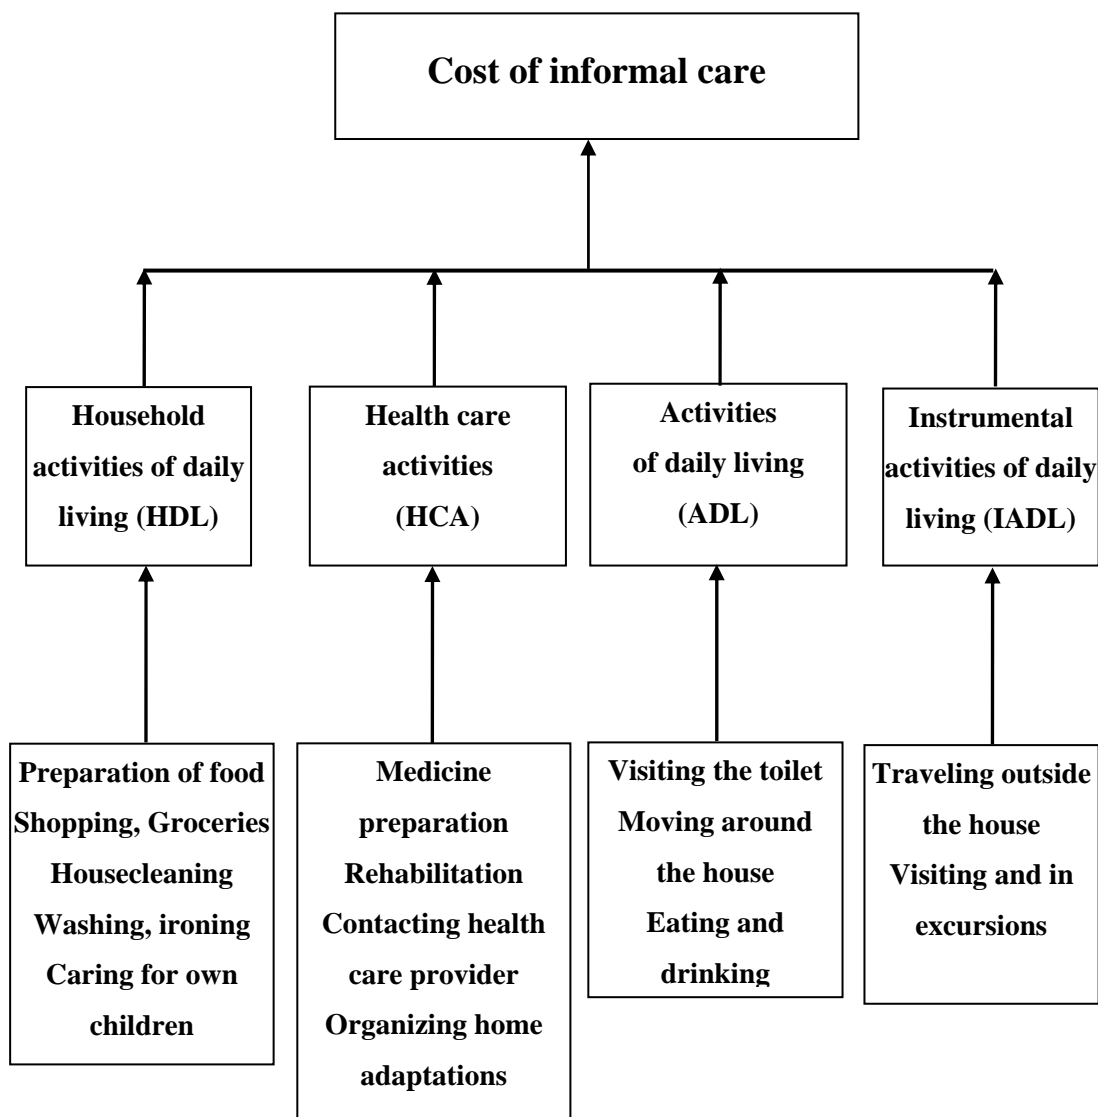 Cost of informal care
Household
activities of daily
living (HDL)
Health care
activities
(HCA)
Activities
of daily living
(ADL)
Instrumental
activities of daily
living (IADL)
Preparation of food
Shopping, Groceries
Housecleaning
Washing, ironing
Caring for own
children
Medicine
preparation
Rehabilitation
Contacting health
care provider
Organizing home
adaptations
Visiting the toilet
Moving around
the house
Eating and
drinking
Traveling outside
the house
Visiting and in
excursions